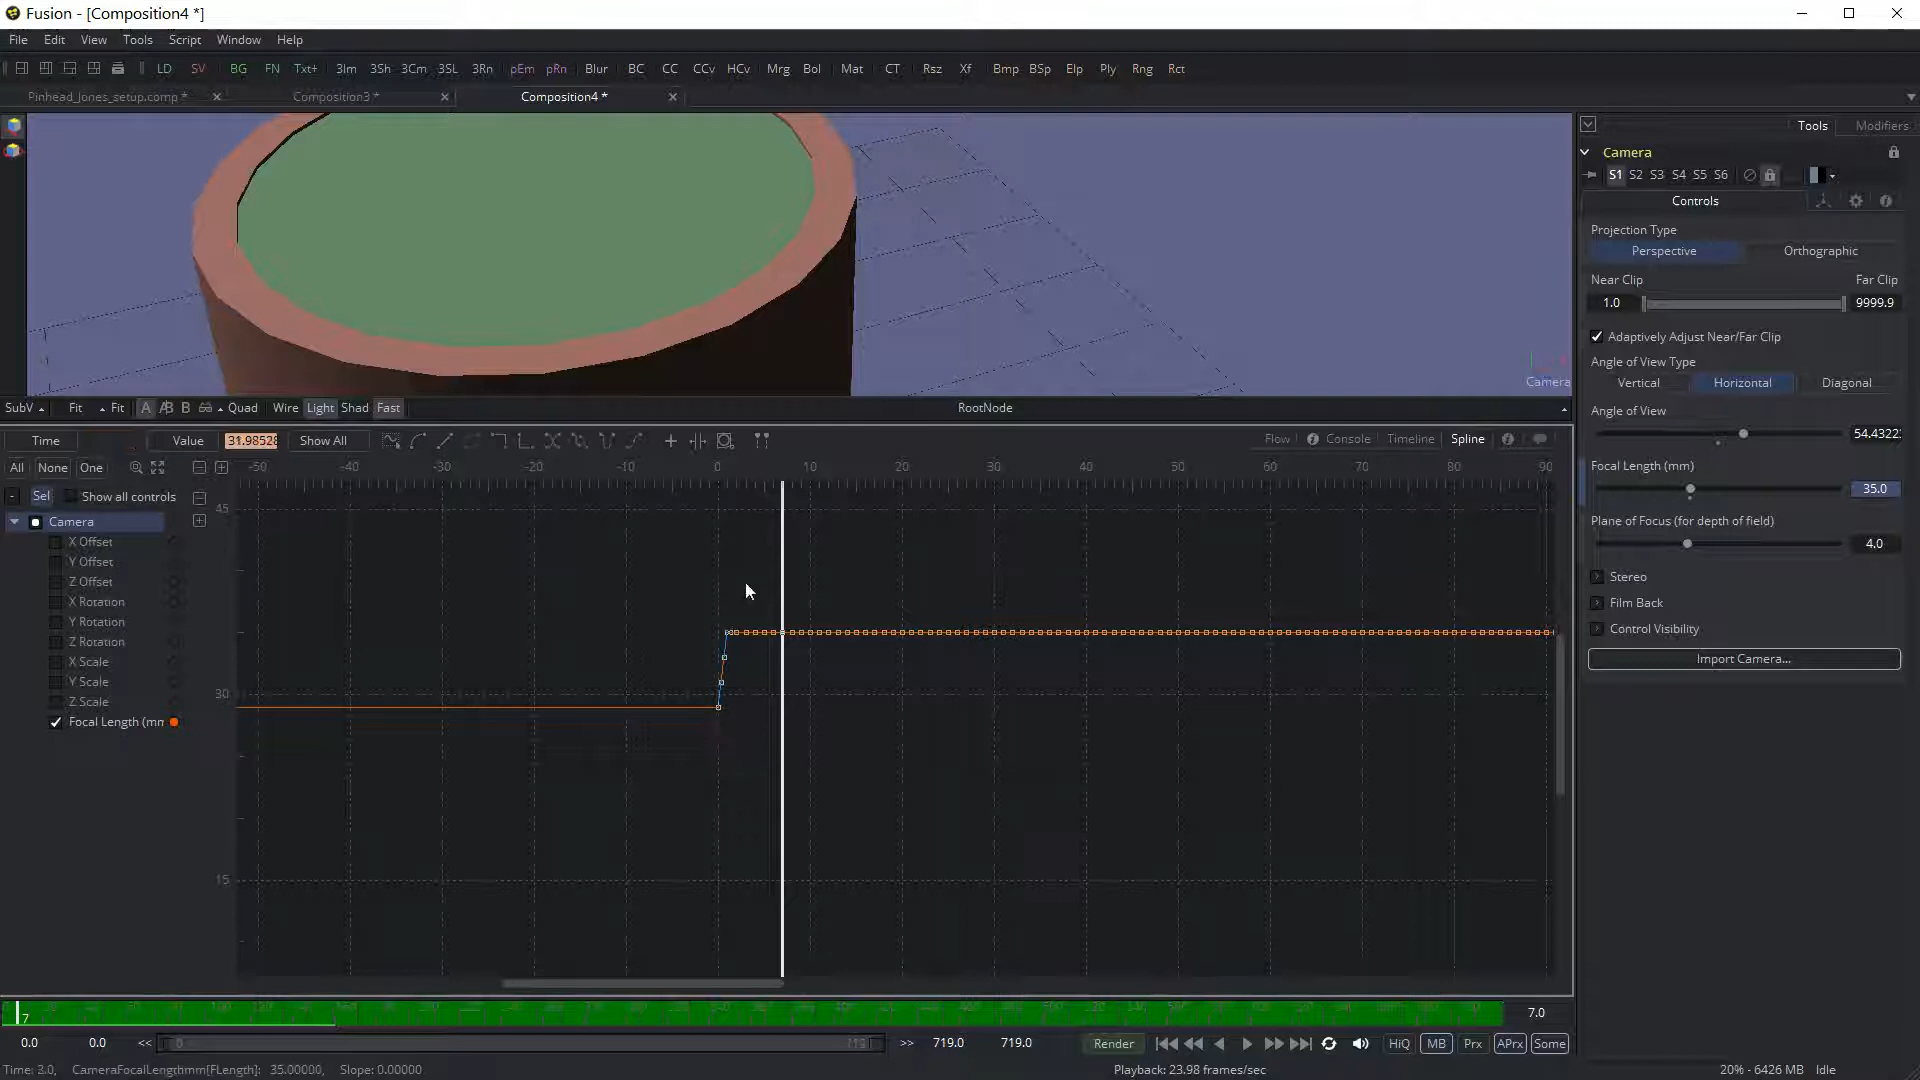 Fusion - [Composition4 *]
File Edit View Tools Script Window Help
LD SV BG FN Txt+ 3Im 3Sh 3Cm 3SL 3Rn pEm pRn Blur BC CC CCv HCv Mrg Bol Mat CT Rsz Xf Bmp BSp Elp Ply Rng Rct
Pinhead_Jones_setup.comp * Composition3 * Composition4 *
Tools Modifiers
Camera
S1 S2 S3 S4 S5 S6
Controls
Projection Type
Perspective Orthographic
Near Clip Far Clip
1.0 9999.9
Adaptively Adjust Near/Far Clip
Angle of View Type
Vertical Horizontal Diagonal
Angle of View
54.4322
Focal Length (mm)
35.0
Plane of Focus (for depth of field)
4.0
Stereo
Film Back
Control Visibility
Import Camera...
Camera
SubV Fit Fit A B B Quad Wire Light Shad Fast RootNode
Time Value 31.98528 Show All Flow Console Timeline Spline
All None One
-50 -40 -30 -20 -10 0 10 20 30 40 50 60 70 80 90
Sel Show all controls
Camera
X Offset
Y Offset
Z Offset
X Rotation
Y Rotation
Z Rotation
X Scale
Y Scale
Z Scale
Focal Length (mm
45
30
15
7 7.0
0.0 0.0 << 0 719 >> 719.0 719.0 Render HiQ MB Prx APrx Some
Time: 3.0, CameraFocalLengthmm[FLength]: 35.00000, Slope: 0.00000 Playback: 23.98 frames/sec 20% - 6426 MB Idle